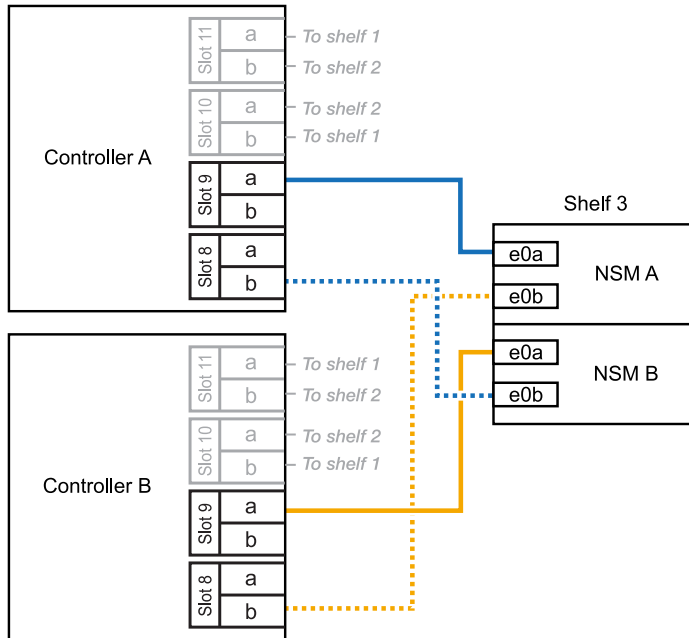 Controller A
Slot 11
a
To shelf 1
b
To shelf 2
Slot 10
a
To shelf 2
b
To shelf 1
Slot 9
a
b
Slot 8
a
b
Shelf 3
e0a
NSM A
e0b
e0a
NSM B
e0b
Controller B
Slot 11
a
To shelf 1
b
To shelf 2
Slot 10
a
To shelf 2
b
To shelf 1
Slot 9
a
b
Slot 8
a
b